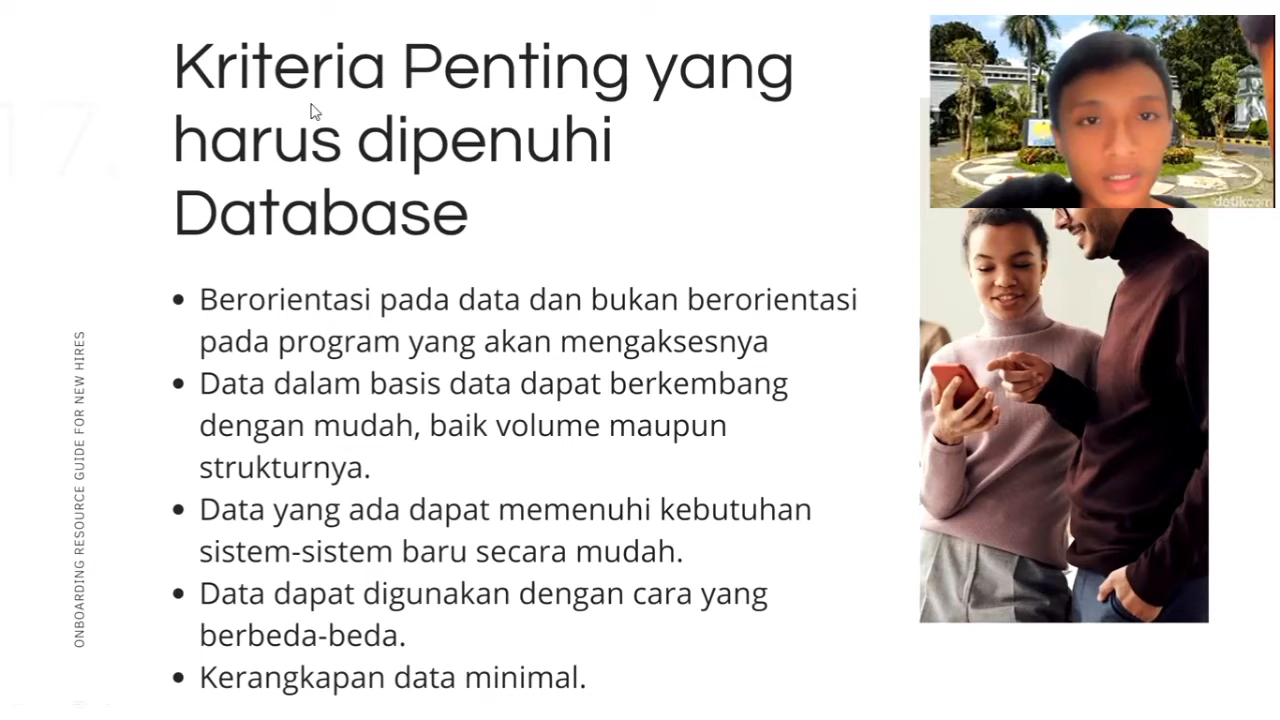 Kriteria Penting yang
harus dipenuhi
Database
• Berorientasi pada data dan bukan berorientasi
pada program yang akan mengaksesnya
• Data dalam basis data dapat berkembang
dengan mudah, baik volume maupun
strukturnya.
• Data yang ada dapat memenuhi kebutuhan
sistem-sistem baru secara mudah.
• Data dapat digunakan dengan cara yang
berbeda-beda.
• Kerangkapan data minimal.
ONBOARDING RESOURCE GUIDE FOR NEW HIRES
17.
detikcom